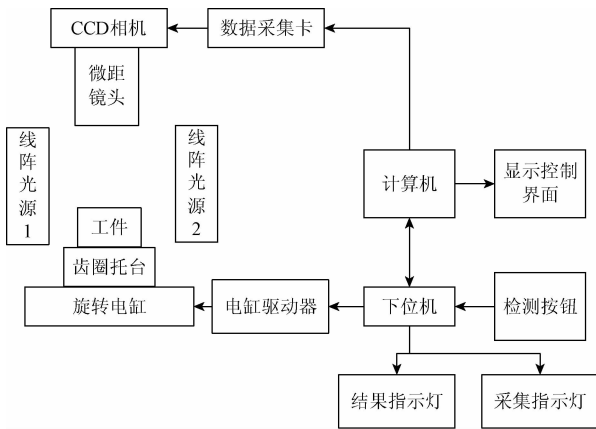 CCD相机
数据采集卡
微距
镜头
线
阵
光
源
1
线
阵
光
源
2
计算机
显示控制
界面
工件
齿圈托台
旋转电缸
电缸驱动器
下位机
检测按钮
结果指示灯
采集指示灯